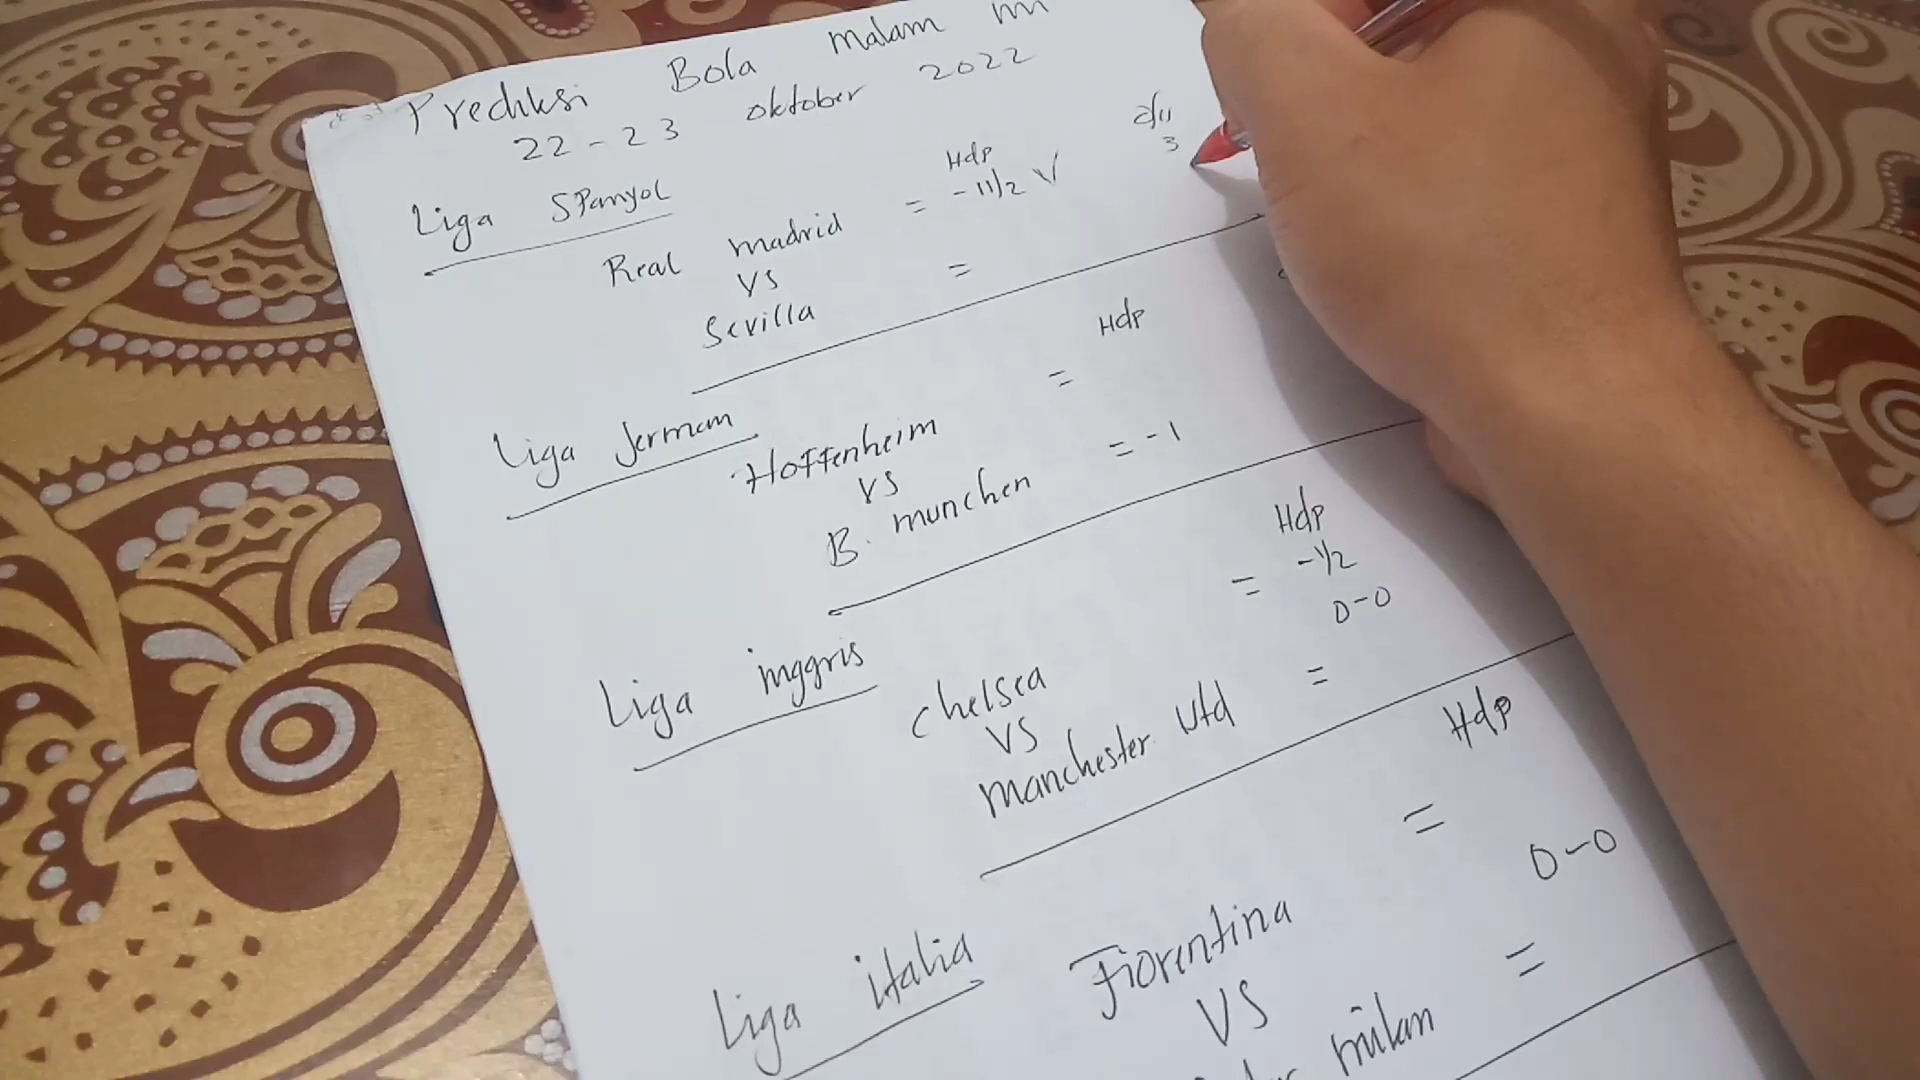 Prediksi Bola malam ini
22 - 23 oktober 2022
Liga Spanyol
Hdp
o/u
Real madrid = -1 1/2 V
3
VS
Sevilla =
Liga Jerman
Hdp
Hoffenheim =
VS
B. munchen = -1
Liga inggris
Hdp
Chelsea = -1/2
0-0
VS
manchester Utd =
Liga italia
Hdp
Fiorentina =
0-0
VS
milan =